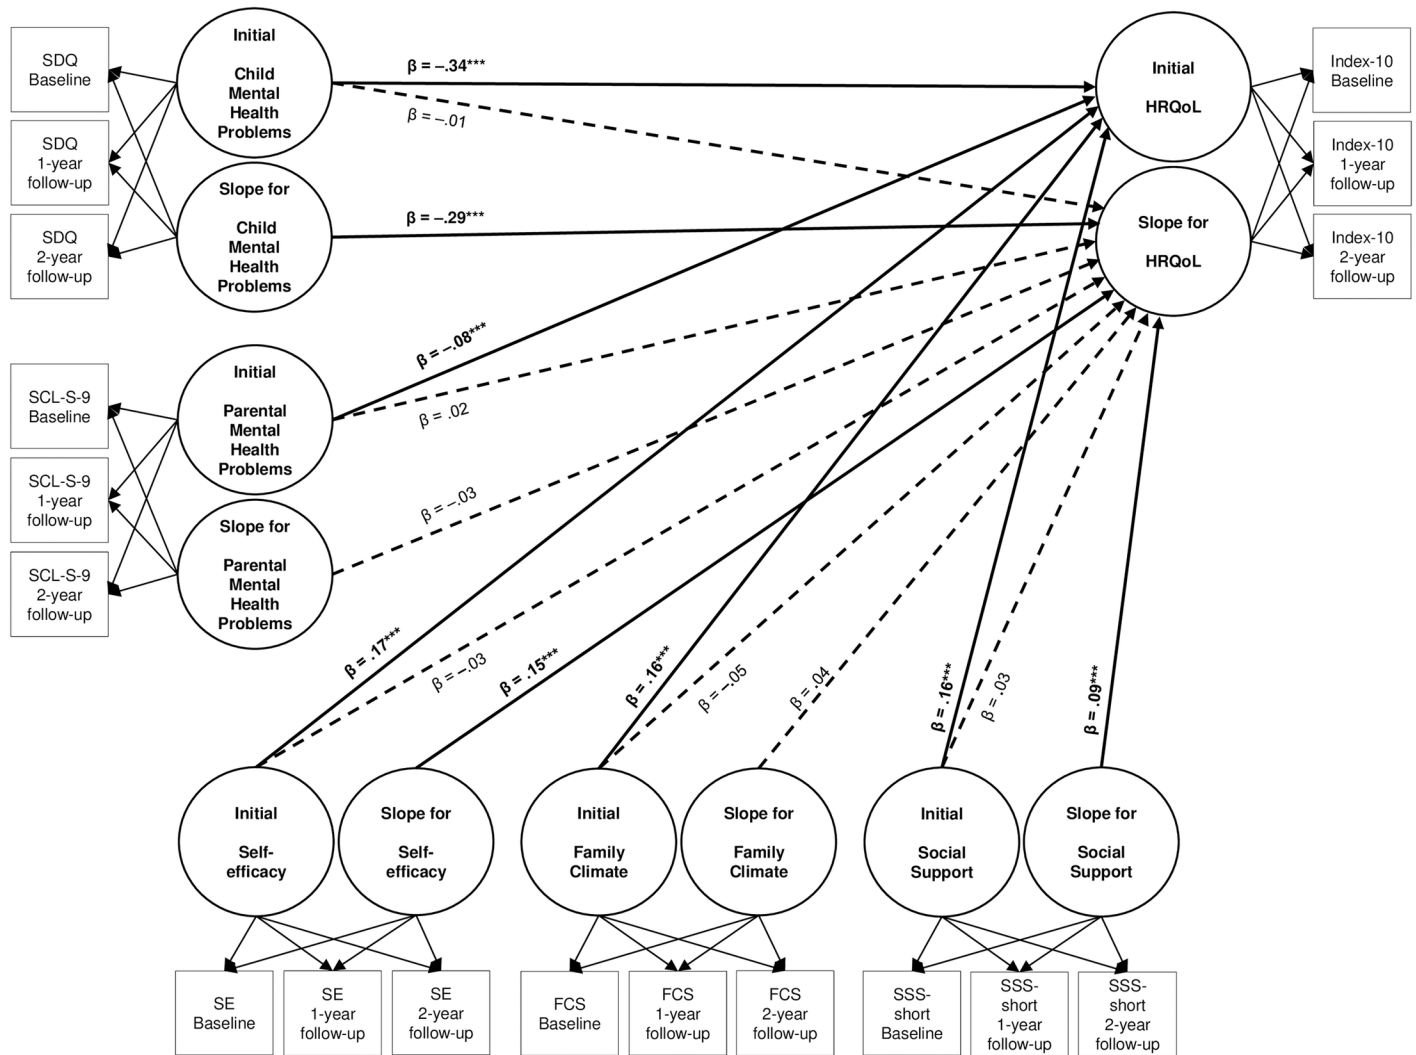 SDQ
Baseline
SDQ
1-year
follow-up
SDQ
2-year
follow-up
Initial
Child
Mental
Health
Problems
Slope for
Child
Mental
Health
Problems
β = –.34***
β = –.01
β = –.29***
Initial
HRQoL
Slope for
HRQoL
Index-10
Baseline
Index-10
1-year
follow-up
Index-10
2-year
follow-up
SCL-S-9
Baseline
SCL-S-9
1-year
follow-up
SCL-S-9
2-year
follow-up
Initial
Parental
Mental
Health
Problems
Slope for
Parental
Mental
Health
Problems
β = –.08***
β = .02
β = –.03
β = .17***
β = –.03
β = .15***
β = .16***
β = –.05
β = .04
β = .16***
β = .03
β = .09***
Initial
Self-
efficacy
Slope for
Self-
efficacy
Initial
Family
Climate
Slope for
Family
Climate
Initial
Social
Support
Slope for
Social
Support
SE
Baseline
SE
1-year
follow-up
SE
2-year
follow-up
FCS
Baseline
FCS
1-year
follow-up
FCS
2-year
follow-up
SSS-
short
Baseline
SSS-
short
1-year
follow-up
SSS-
short
2-year
follow-up